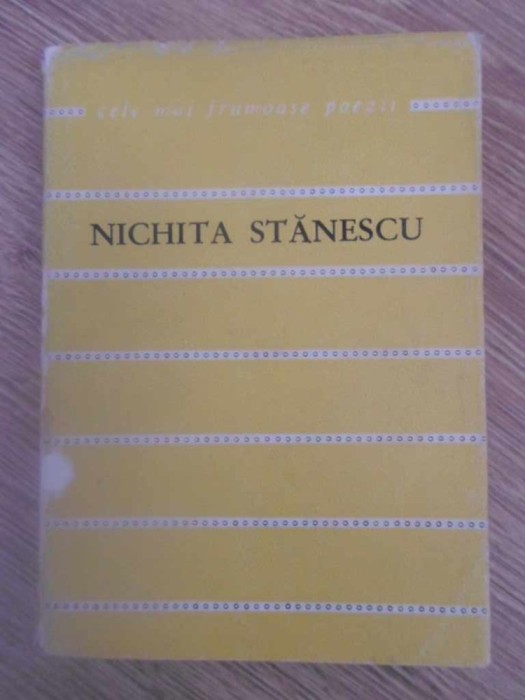 cele mai frumoase poezii
NICHITA STĂNESCU